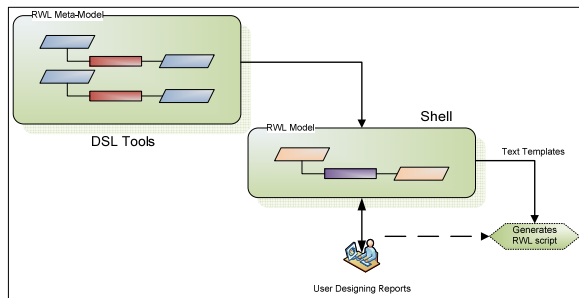 RWL Meta-Model
DSL Tools
Shell
RWL Model
Text Templates
Generates
RWL script
User Designing Reports